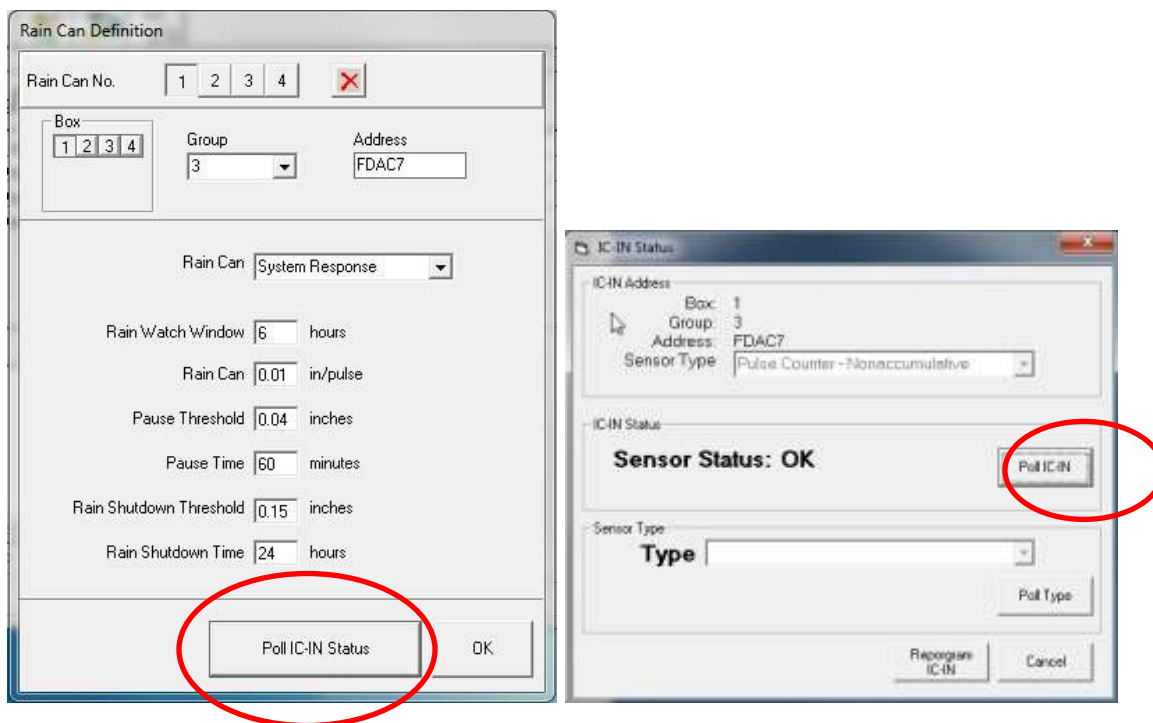 Rain Can Definition
Rain Can No. 1 2 3 4
Box
1 2 3 4
Group
3
Address
FDAC7
Rain Can System Response
Rain Watch Window 6 hours
Rain Can 0.01 in/pulse
Pause Threshold 0.04 inches
Pause Time 60 minutes
Rain Shutdown Threshold 0.15 inches
Rain Shutdown Time 24 hours
Poll IC-IN Status OK
IC-IN Status
IC-IN Address
Box: 1
Group: 3
Address: FDAC7
Sensor Type Pulse Counter - Nonaccumulative
IC-IN Status
Sensor Status: OK
Poll IC-IN
Sensor Type
Type
Poll Type
Reporgram
IC-IN
Cancel